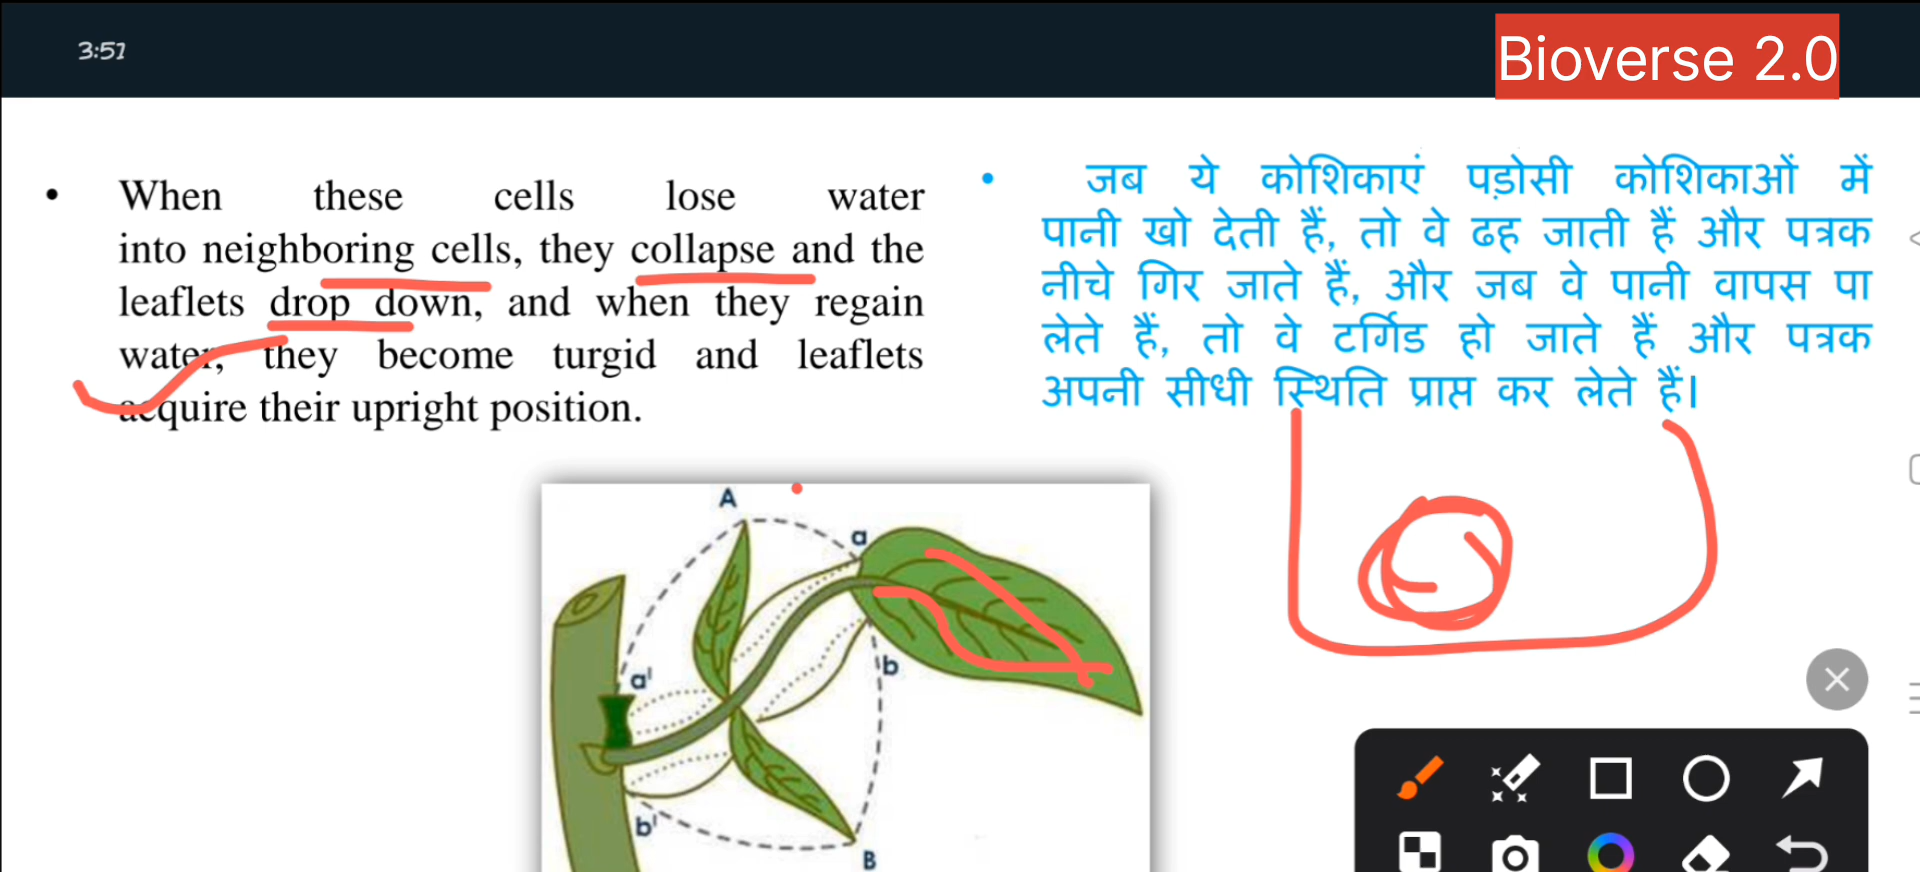 3:51
Bioverse 2.0
• When these cells lose water
into neighboring cells, they collapse and the
leaflets drop down, and when they regain
water, they become turgid and leaflets
acquire their upright position.
• जब ये कोशिकाएं पड़ोसी कोशिकाओं में
पानी खो देती हैं, तो वे ढह जाती हैं और पत्रक
नीचे गिर जाते हैं, और जब वे पानी वापस पा
लेते हैं, तो वे टर्गिड हो जाते हैं और पत्रक
अपनी सीधी स्थिति प्राप्त कर लेते हैं।
A
a
a'
b
b'
B